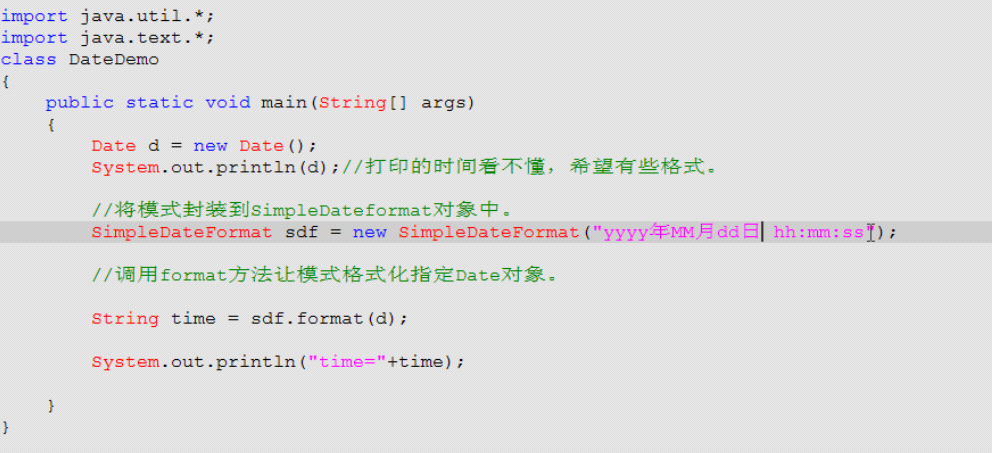 import java.util.*;
import java.text.*;
class DateDemo
{
    public static void main(String[] args)
    {
        Date d = new Date();
        System.out.println(d);//打印的时间看不懂，希望有些格式。
        //将模式封装到SimpleDateformat对象中。
        SimpleDateFormat sdf = new SimpleDateFormat("yyyy年MM月dd日 hh:mm:ss");
        //调用format方法让模式格式化指定Date对象。
        String time = sdf.format(d);
        System.out.println("time="+time);
    }
}